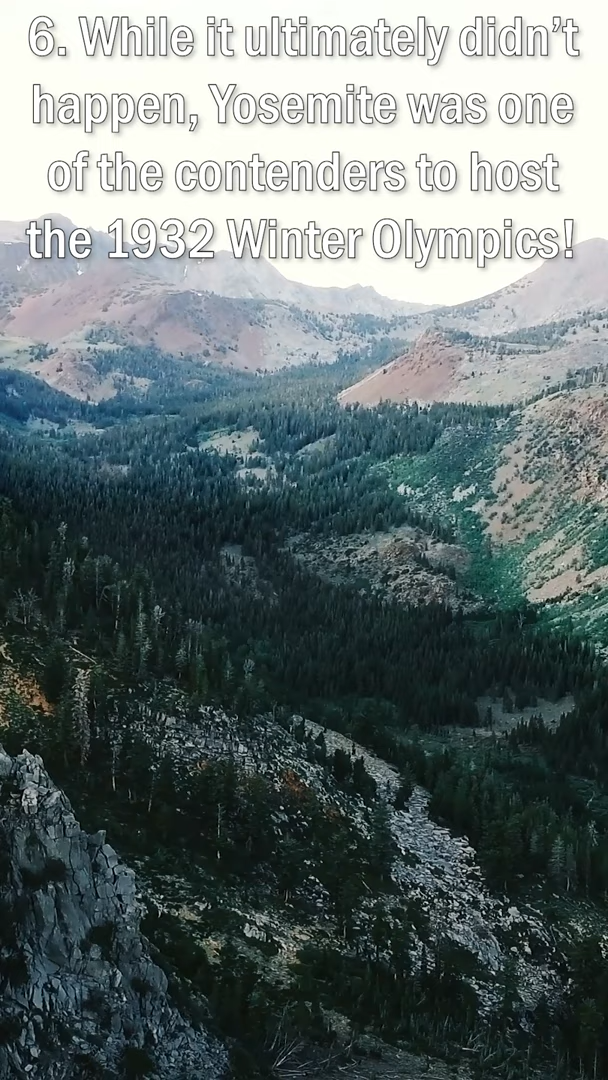 6. While it ultimately didn’t
happen, Yosemite was one
of the contenders to host
the 1932 Winter Olympics!